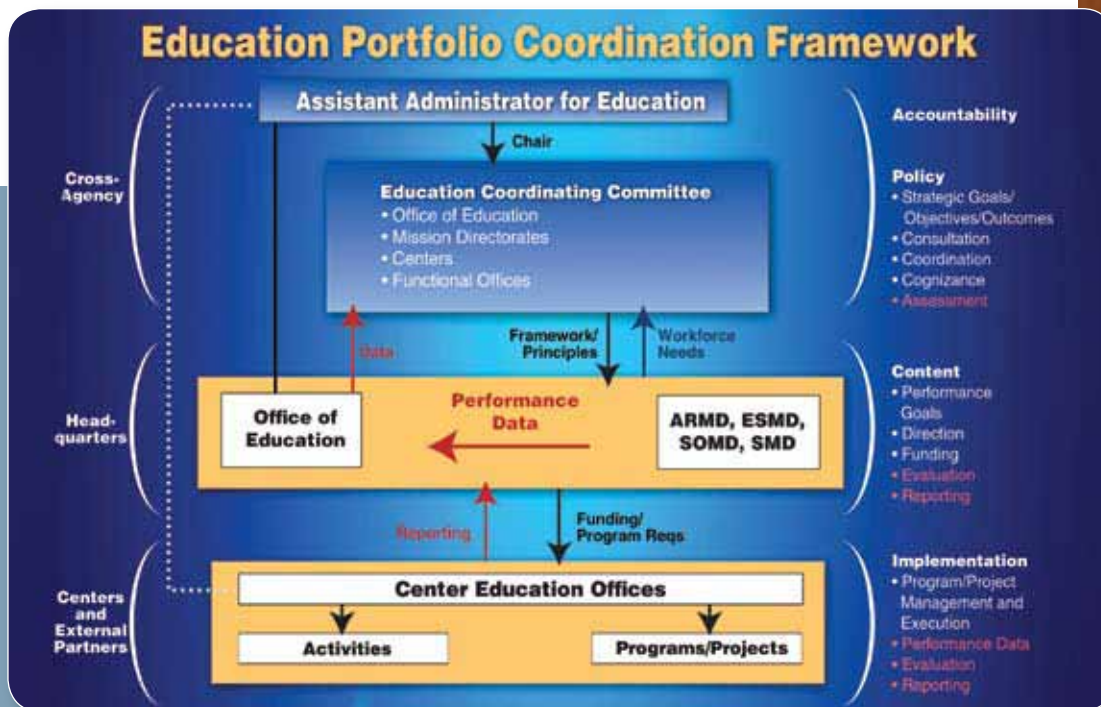 Education Portfolio Coordination Framework
Assistant Administrator for Education
Chair
Cross-
Agency
Education Coordinating Committee
• Office of Education
• Mission Directorates
• Centers
• Functional Offices
Accountability
Policy
• Strategic Goals/
Objectives/Outcomes
• Consultation
• Coordination
• Cognizance
• Assessment
Data
Framework/
Principles
Workforce
Needs
Head-
quarters
Office of
Education
Performance
Data
ARMD, ESMD,
SOMD, SMD
Content
• Performance
Goals
• Direction
• Funding
• Evaluation
• Reporting
Reporting
Funding/
Program Reqs
Centers
and
External
Partners
Center Education Offices
Activities
Programs/Projects
Implementation
• Program/Project
Management and
Execution
• Performance Data
• Evaluation
• Reporting